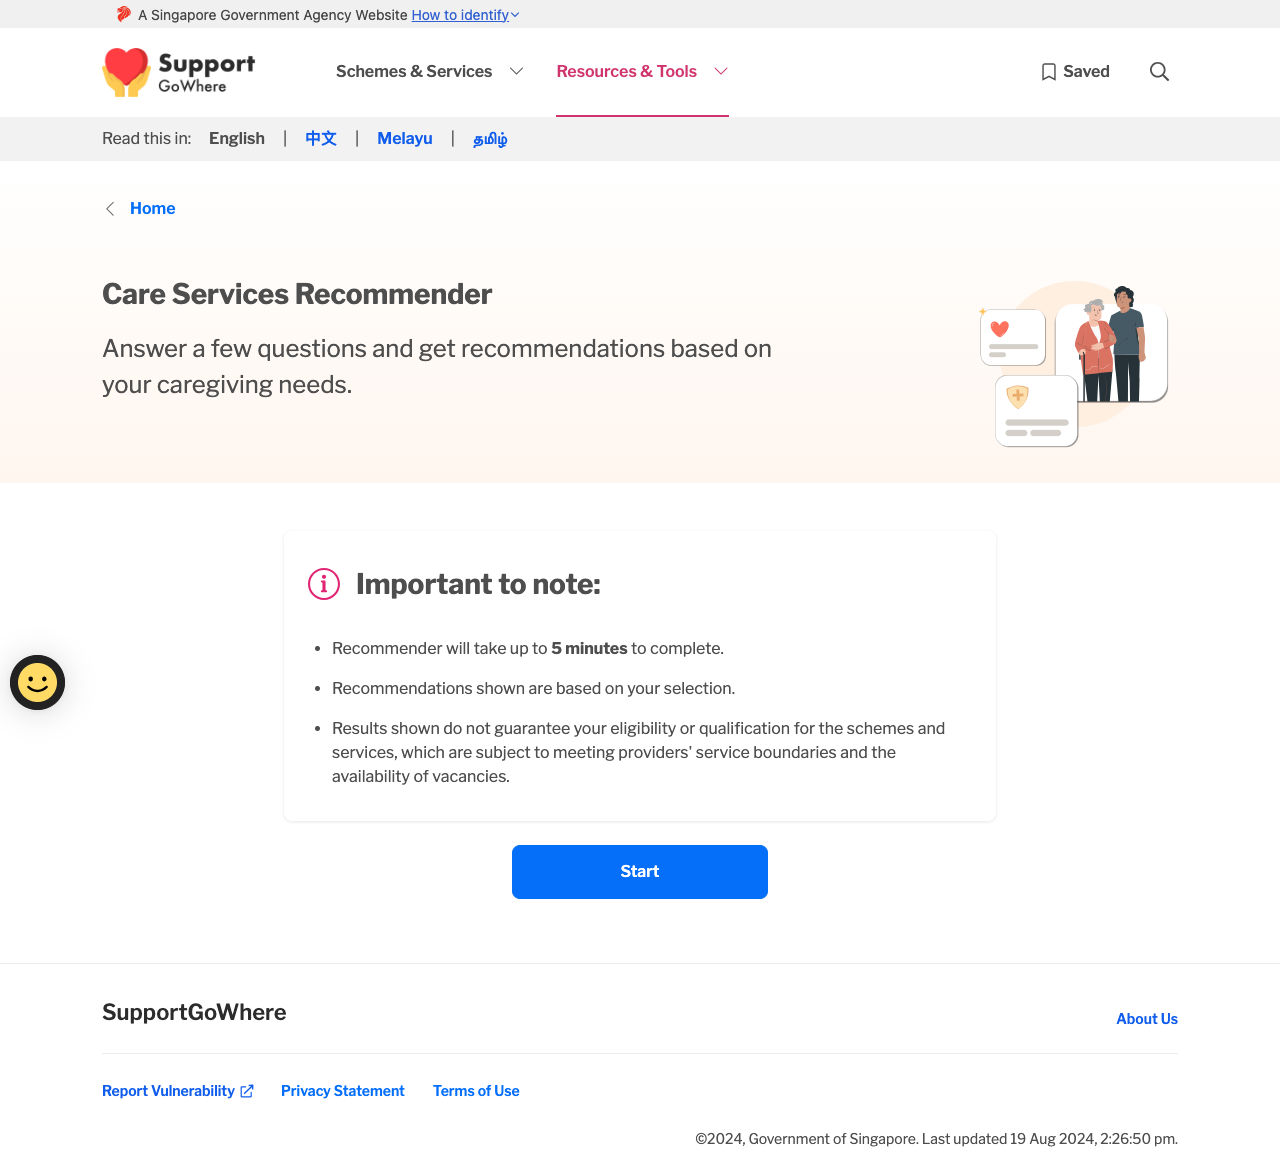 A Singapore Government Agency Website How to identify
Support
GoWhere
Schemes & Services
Resources & Tools
Saved
Read this in: English | 中文 | Melayu | தமிழ்
Home
Care Services Recommender
Answer a few questions and get recommendations based on
your caregiving needs.
Important to note:
• Recommender will take up to 5 minutes to complete.
• Recommendations shown are based on your selection.
• Results shown do not guarantee your eligibility or qualification for the schemes and
services, which are subject to meeting providers' service boundaries and the
availability of vacancies.
Start
SupportGoWhere
About Us
Report Vulnerability
Privacy Statement
Terms of Use
©2024, Government of Singapore. Last updated 19 Aug 2024, 2:26:50 pm.